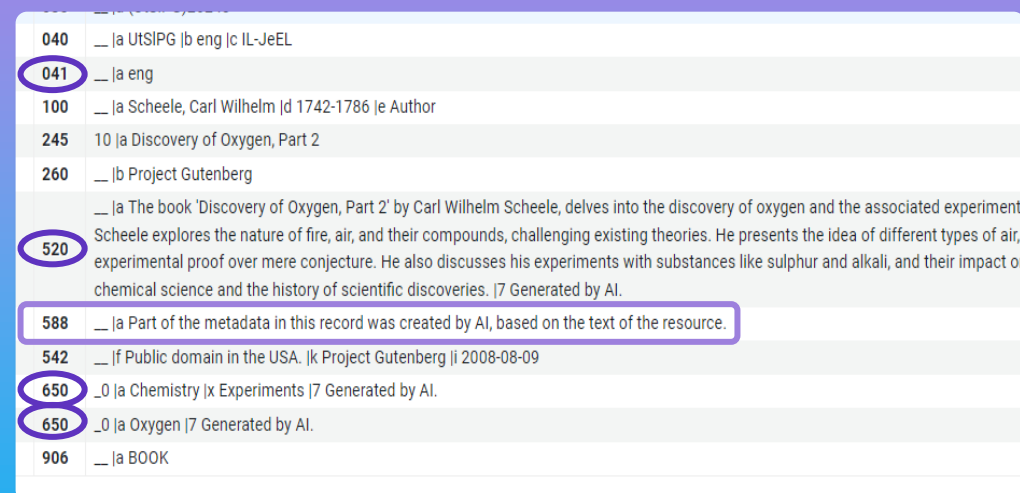 040 __ |a UtSlPG |b eng |c IL-JeEL
041 __ |a eng
100 __ |a Scheele, Carl Wilhelm |d 1742-1786 |e Author
245 10 |a Discovery of Oxygen, Part 2
260 __ |b Project Gutenberg
520 __ |a The book 'Discovery of Oxygen, Part 2' by Carl Wilhelm Scheele, delves into the discovery of oxygen and the associated experiment
Scheele explores the nature of fire, air, and their compounds, challenging existing theories. He presents the idea of different types of air,
experimental proof over mere conjecture. He also discusses his experiments with substances like sulphur and alkali, and their impact o
chemical science and the history of scientific discoveries. |7 Generated by AI.
588 __ |a Part of the metadata in this record was created by AI, based on the text of the resource.
542 __ |f Public domain in the USA. |k Project Gutenberg |i 2008-08-09
650 _0 |a Chemistry |x Experiments |7 Generated by AI.
650 _0 |a Oxygen |7 Generated by AI.
906 __ |a BOOK